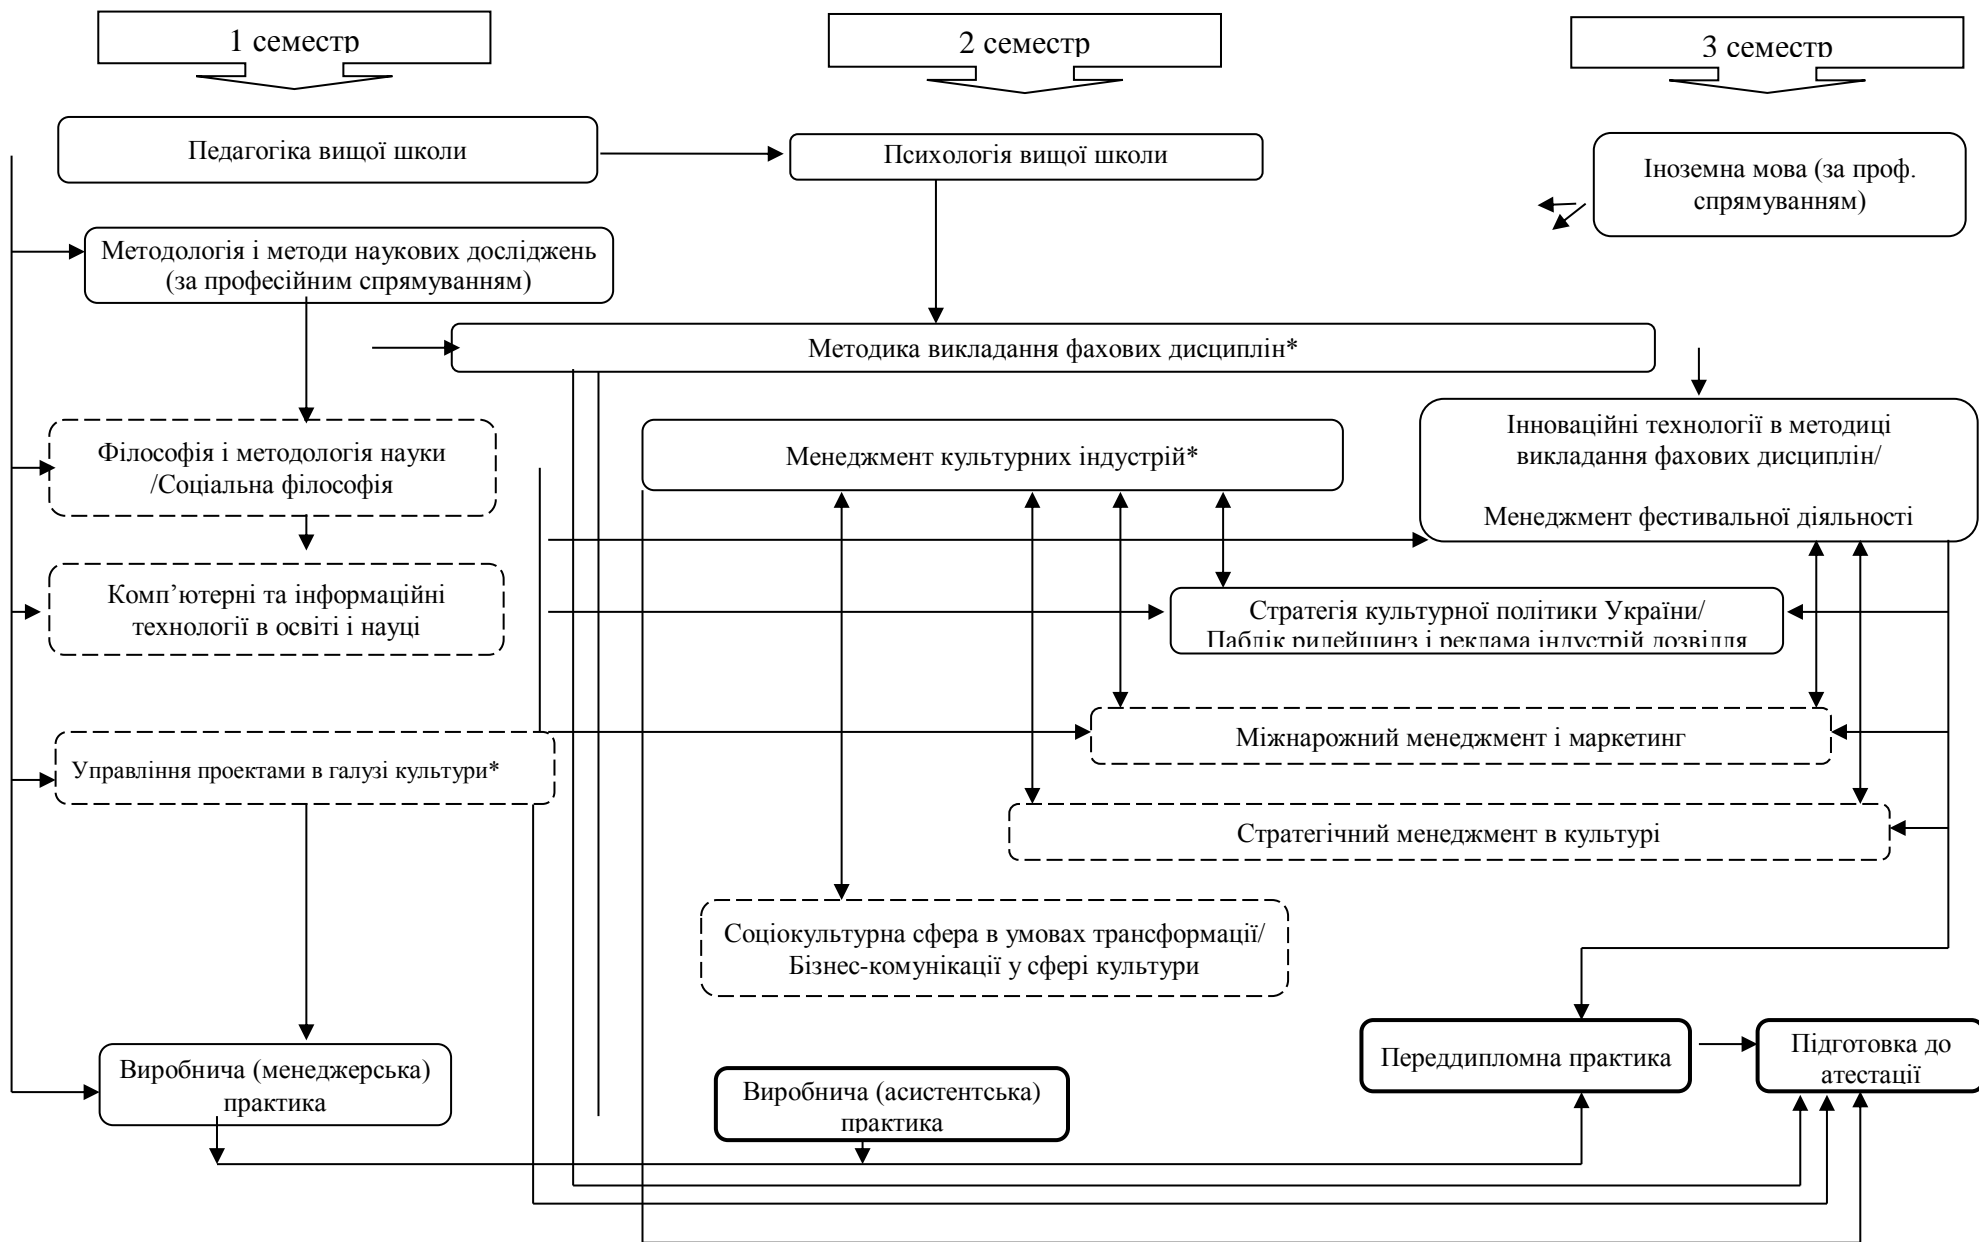 1 семестр
2 семестр
3 семестр
Педагогіка вищої школи
Психологія вищої школи
Іноземна мова (за проф.
спрямуванням)
Методологія і методи наукових досліджень
(за професійним спрямуванням)
Методика викладання фахових дисциплін*
Філософія і методологія науки
/Соціальна філософія
Менеджмент культурних індустрій*
Інноваційні технології в методиці
викладання фахових дисциплін/
Менеджмент фестивальної діяльності
Комп’ютерні та інформаційні
технології в освіті і науці
Стратегія культурної політики України/
Паблік рилейшинз і реклама індустрій дозвілля
Управління проектами в галузі культури*
Міжнарожний менеджмент і маркетинг
Стратегічний менеджмент в культурі
Соціокультурна сфера в умовах трансформації/
Бізнес-комунікації у сфері культури
Виробнича (менеджерська)
практика
Виробнича (асистентська)
практика
Переддипломна практика
Підготовка до
атестації